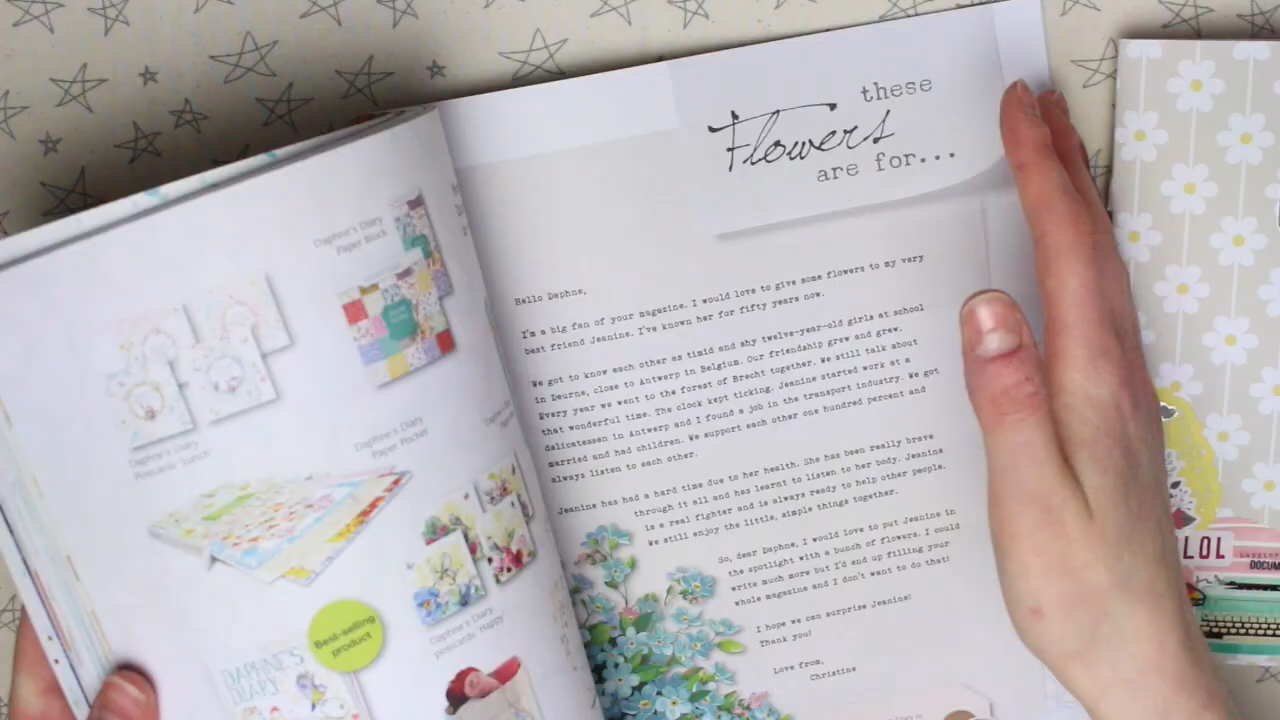 Daphne's Diary
Paper Block
Daphne's Diary
Postcards 'Lunch'
Daphne's Diary
Paper Pocket
Daphne's Diary
postcards 'Happy'
Best-selling
product
DAPHNE'S
DIARY
these
Flowers
are for...
Hello Daphne,
I'm a big fan of your magazine. I would love to give some flowers to my very
best friend Jeanine. I've known her for fifty years now.
We got to know each other as timid and shy twelve-year-old girls at school
in Deurne, close to Antwerp in Belgium. Our friendship grew and grew.
Every year we went to the forest of Brecht together. We still talk about
that wonderful time. The clock kept ticking. Jeanine started work at a
delicatessen in Antwerp and I found a job in the transport industry. We got
married and had children. We support each other one hundred percent and
always listen to each other.
Jeanine has had a hard time due to her health. She has been really brave
through it all and has learnt to listen to her body. Jeanine
is a real fighter and is always ready to help other people.
We still enjoy the little, simple things together.
So, dear Daphne, I would love to put Jeanine in
the spotlight with a bunch of flowers. I could
write much more but I'd end up filling your
whole magazine and I don't want to do that!
I hope we can surprise Jeanine!
Thank you!
Love from,
Christine
LOL